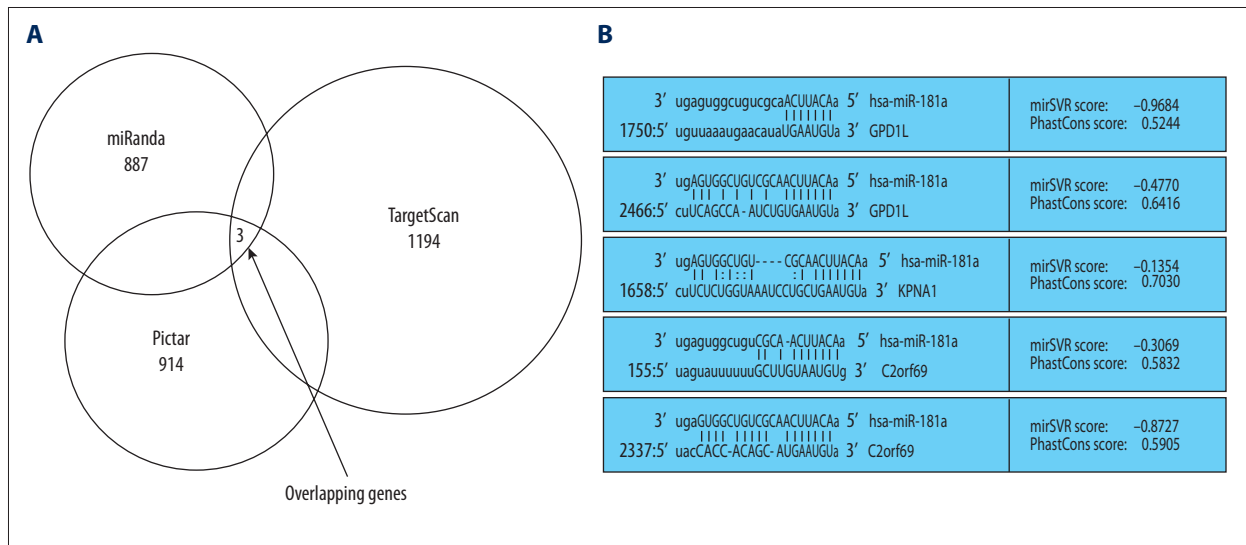 A
miRanda
887
TargetScan
1194
3
Pictar
914
Overlapping genes
B
3′ ugaguggcugucgcaACUUACAa 5′ hsa-miR-181a
1750:5′ uguuaaaugaacauaUGAAUGUa 3′ GPD1L
mirSVR score: –0.9684
PhastCons score: 0.5244
3′ ugAGUGGCUGUCGCAACUUACAa 5′ hsa-miR-181a
2466:5′ cuUCAGCCA-AUCUGUGAAUGUa 3′ GPD1L
mirSVR score: –0.4770
PhastCons score: 0.6416
3′ ugAGUGGCUGU----CGCAACUUACAa 5′ hsa-miR-181a
1658:5′ cuUCUCUGGUAAAUCCUGCUGAAUGUa 3′ KPNA1
mirSVR score: –0.1354
PhastCons score: 0.7030
3′ ugaguggcuguCGCA-ACUUACAa 5′ hsa-miR-181a
155:5′ uaguauuuuuuGCUUGUAAUGUg 3′ C2orf69
mirSVR score: –0.3069
PhastCons score: 0.5832
3′ ugaGUGGCUGUCGCAACUUACAa 5′ hsa-miR-181a
2337:5′ uacCACC-ACAGC-AUGAAUGUa 3′ C2orf69
mirSVR score: –0.8727
PhastCons score: 0.5905